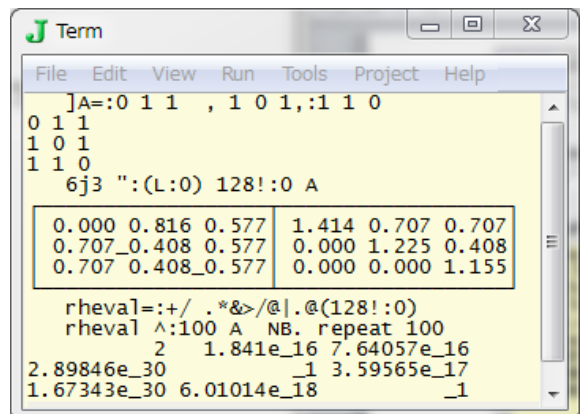 Term
File Edit View Run Tools Project Help
]A=:0 1 1 , 1 0 1,:1 1 0
0 1 1
1 0 1
1 1 0
6j3 ":(L:0) 128!:0 A
0.000 0.816 0.577 1.414 0.707 0.707
0.707_0.408 0.577 0.000 1.225 0.408
0.707 0.408_0.577 0.000 0.000 1.155
rheval=:+/ .*&>/@|.@(128!:0)
rheval ^:100 A NB. repeat 100
2 1.841e_16 7.64057e_16
2.89846e_30 _1 3.59565e_17
1.67343e_30 6.01014e_18 _1